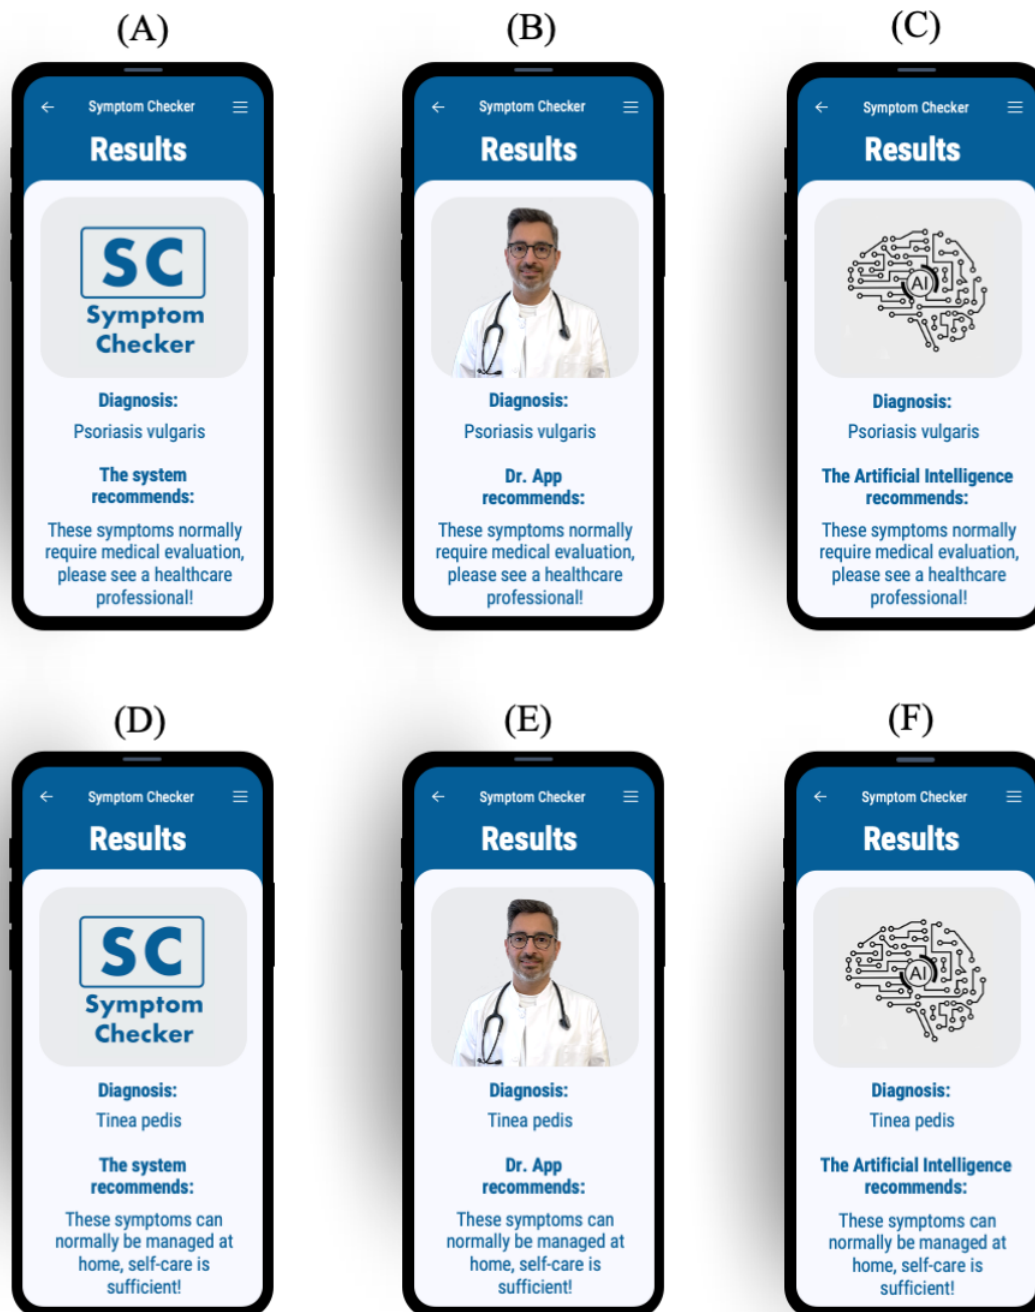 (A)
Symptom Checker
Results
SC
Symptom
Checker
Diagnosis:
Psoriasis vulgaris
The system
recommends:
These symptoms normally
require medical evaluation,
please see a healthcare
professional!
(B)
Symptom Checker
Results
Diagnosis:
Psoriasis vulgaris
Dr. App
recommends:
These symptoms normally
require medical evaluation,
please see a healthcare
professional!
(C)
Symptom Checker
Results
AI
Diagnosis:
Psoriasis vulgaris
The Artificial Intelligence
recommends:
These symptoms normally
require medical evaluation,
please see a healthcare
professional!
(D)
Symptom Checker
Results
SC
Symptom
Checker
Diagnosis:
Tinea pedis
The system
recommends:
These symptoms can
normally be managed at
home, self-care is
sufficient!
(E)
Symptom Checker
Results
Diagnosis:
Tinea pedis
Dr. App
recommends:
These symptoms can
normally be managed at
home, self-care is
sufficient!
(F)
Symptom Checker
Results
AI
Diagnosis:
Tinea pedis
The Artificial Intelligence
recommends:
These symptoms can
normally be managed at
home, self-care is
sufficient!